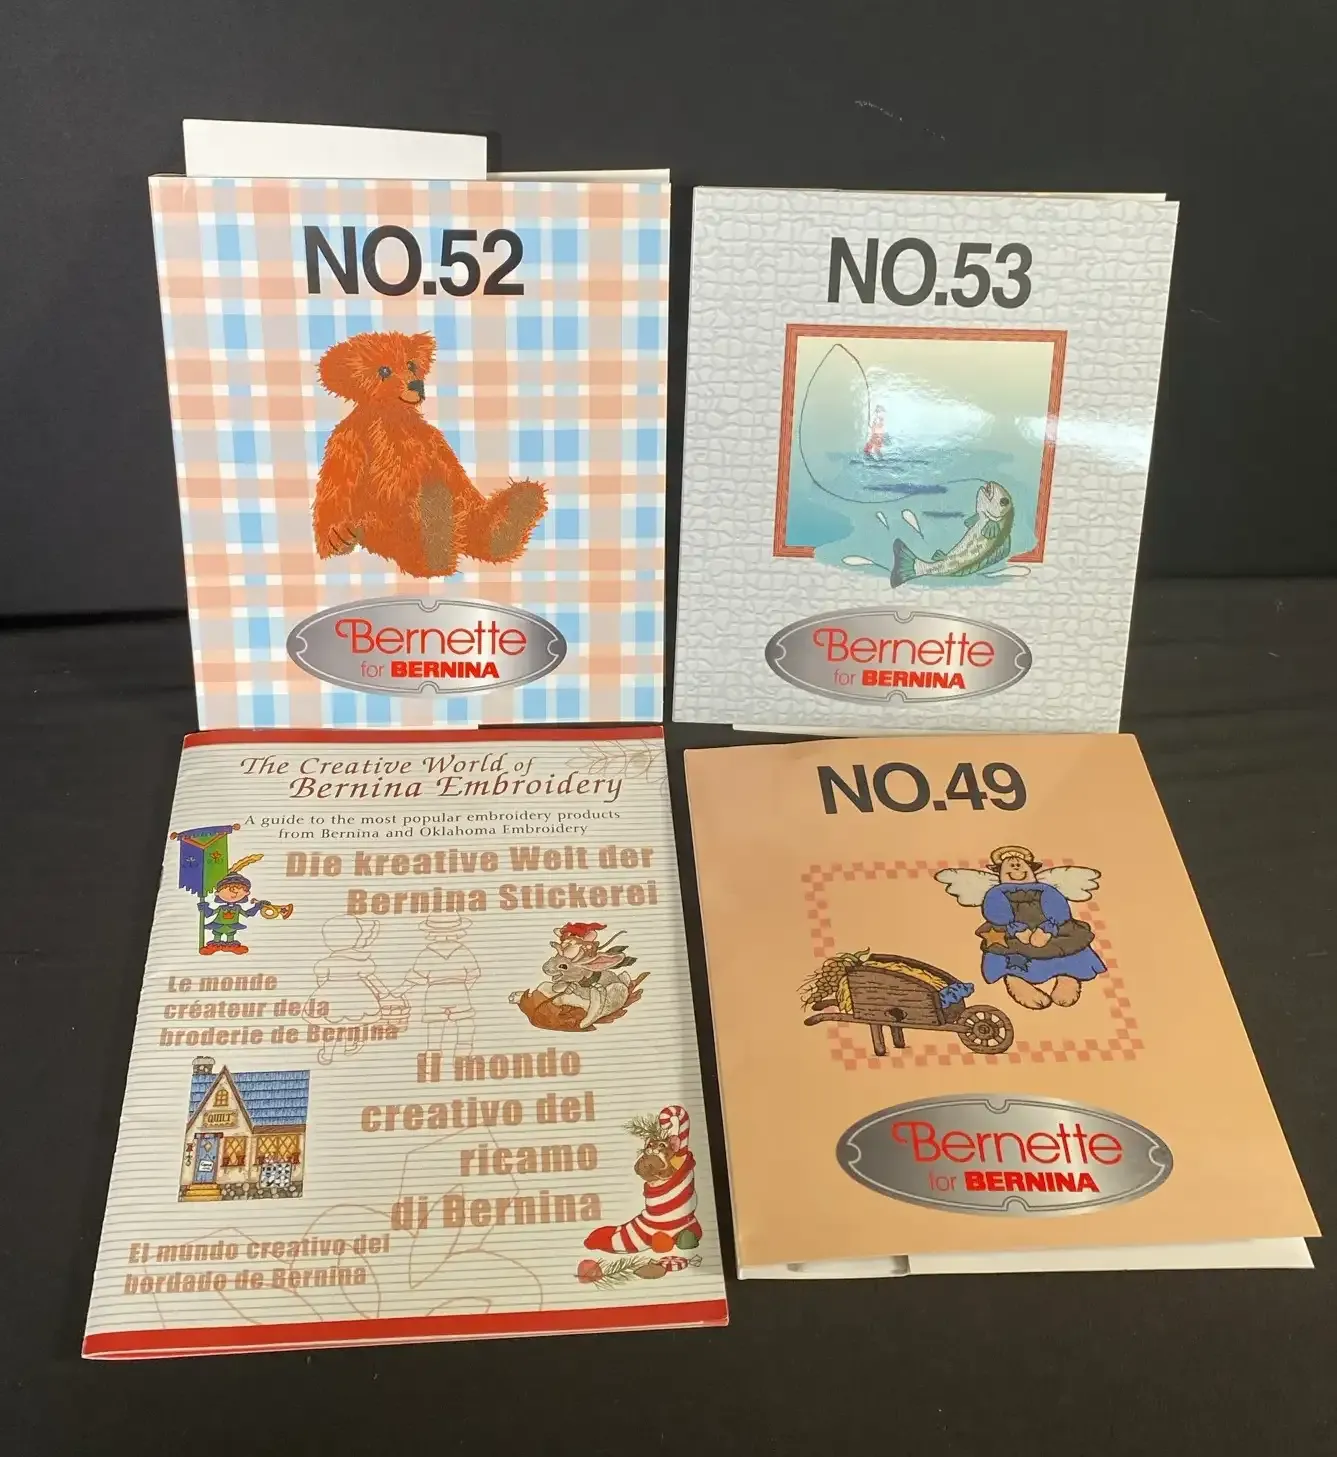 NO.52
Bernette
for BERNINA
NO.53
Bernette
for BERNINA
The Creative World of
Bernina Embroidery
A guide to the most popular embroidery products
from Bernina and Oklahoma Embroidery
Die kreative Welt der
Bernina Stickerei
Le monde
créateur de la
broderie de Bernina
Il mondo
creativo del
ricamo
di Bernina
QUILT
El mundo creativo del
bordado de Bernina
NO.49
Bernette
for BERNINA